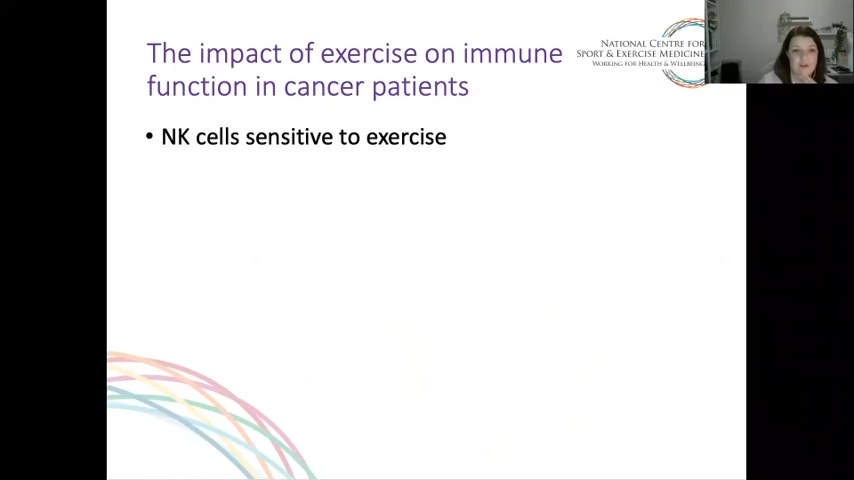 The impact of exercise on immune
function in cancer patients
NATIONAL CENTRE FOR
SPORT & EXERCISE MEDICINE
WORKING FOR HEALTH & WELLBEING
• NK cells sensitive to exercise